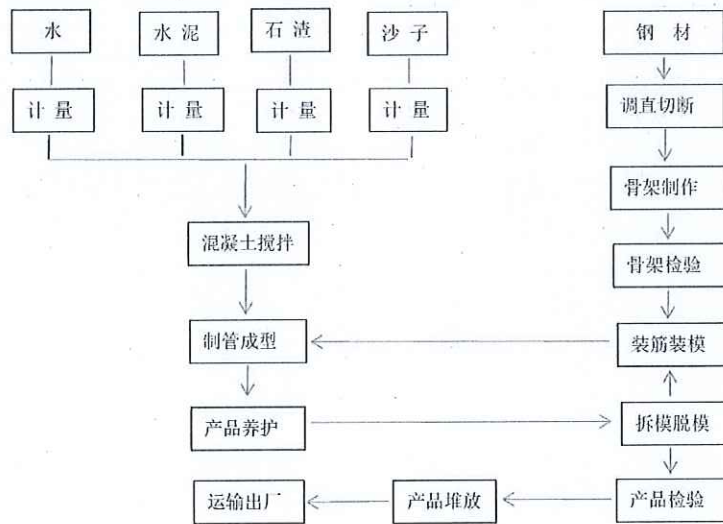 水 水泥 石渣 沙子 钢材
计量 计量 计量 计量 调直切断
骨架制作
混凝土搅拌
骨架检验
制管成型 装筋装模
产品养护 拆模脱模
运输出厂 产品堆放 产品检验